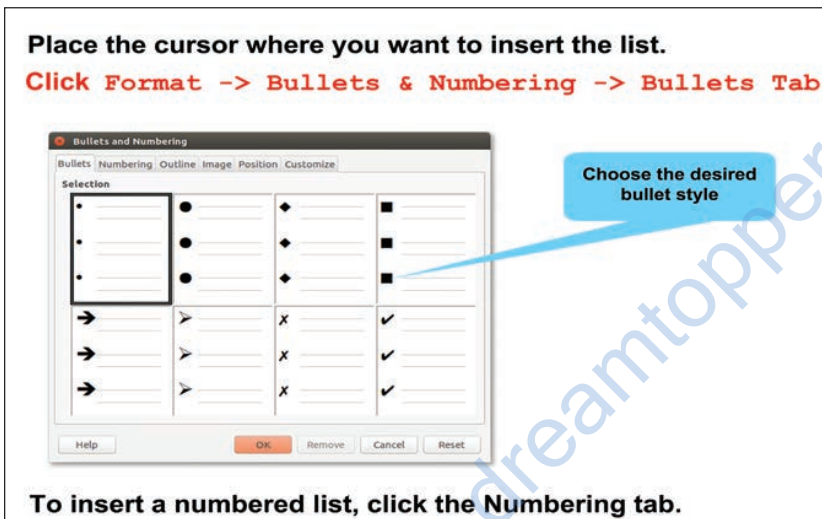 Place the cursor where you want to insert the list.
Click Format -> Bullets & Numbering -> Bullets Tab
Bullets and Numbering
Bullets Numbering Outline Image Position Customize
Selection
Choose the desired
bullet style
Help OK Remove Cancel Reset
To insert a numbered list, click the Numbering tab.
dreamtopper